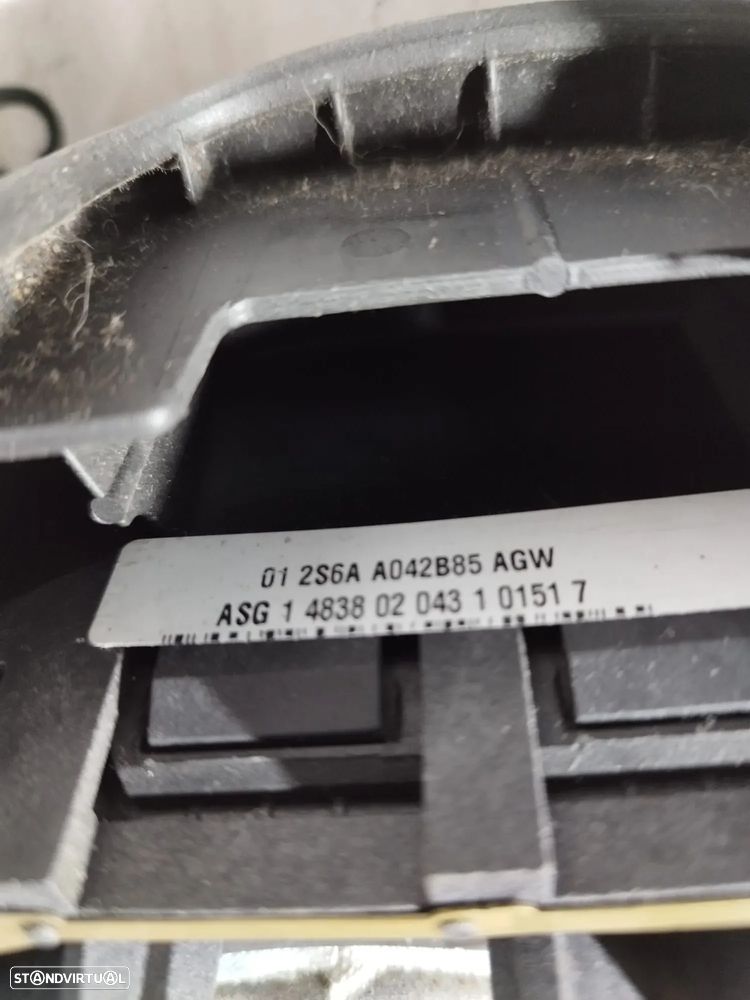 01 2S6A A042B85 AGW
ASG 1 4838 02 043 1 0151 7
STANDVIRTUAL